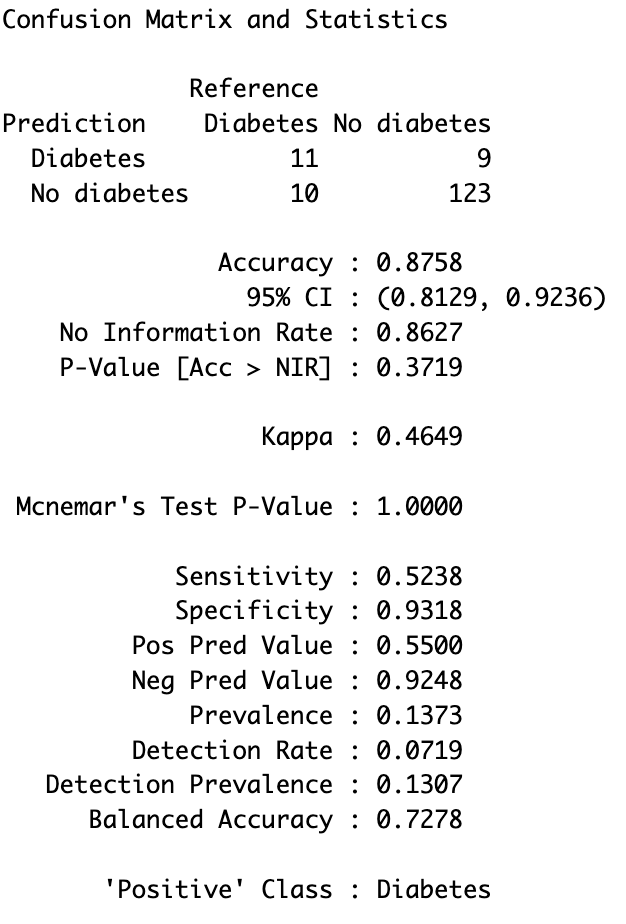 Confusion Matrix and Statistics
Reference
Prediction Diabetes No diabetes
Diabetes 11 9
No diabetes 10 123
Accuracy : 0.8758
95% CI : (0.8129, 0.9236)
No Information Rate : 0.8627
P-Value [Acc > NIR] : 0.3719
Kappa : 0.4649
Mcnemar's Test P-Value : 1.0000
Sensitivity : 0.5238
Specificity : 0.9318
Pos Pred Value : 0.5500
Neg Pred Value : 0.9248
Prevalence : 0.1373
Detection Rate : 0.0719
Detection Prevalence : 0.1307
Balanced Accuracy : 0.7278
'Positive' Class : Diabetes